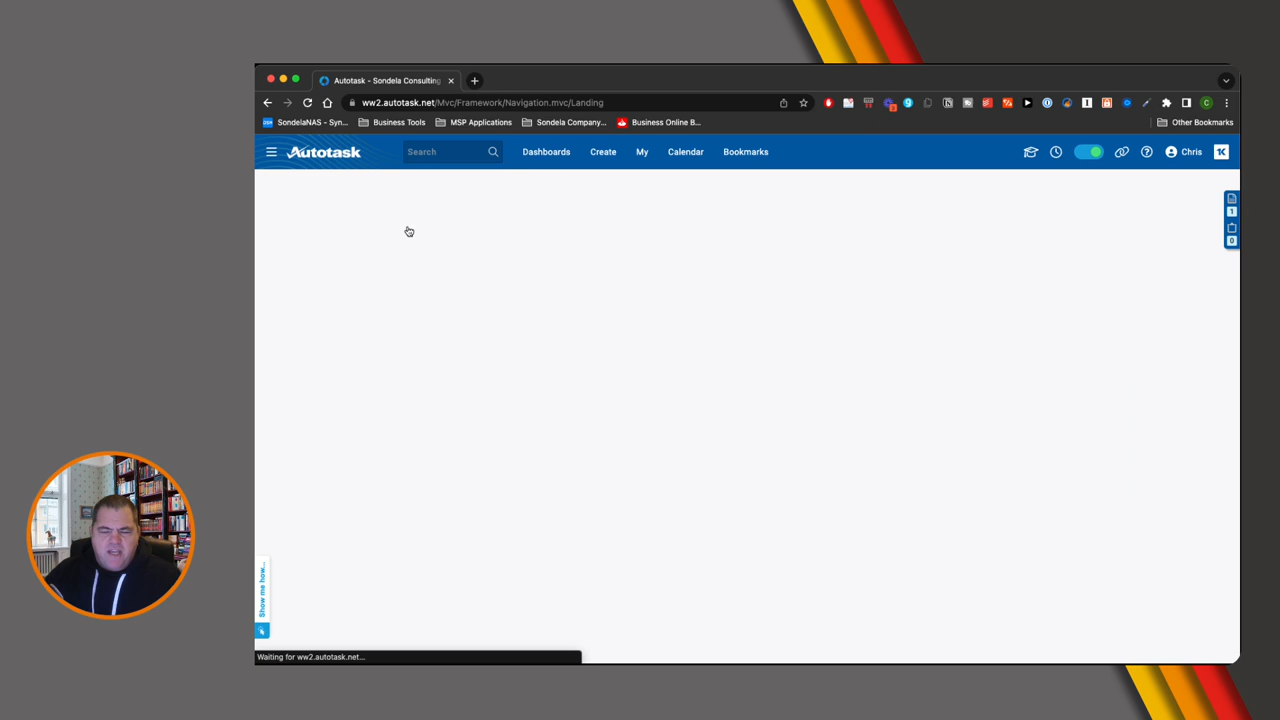 Autotask - Sondela Consulting
ww2.autotask.net/Mvc/Framework/Navigation.mvc/Landing
SondelaNAS - Syn... Business Tools MSP Applications Sondela Company... Business Online B... Other Bookmarks
Autotask Search Dashboards Create My Calendar Bookmarks Chris
1
0
Show me how...
Waiting for ww2.autotask.net...